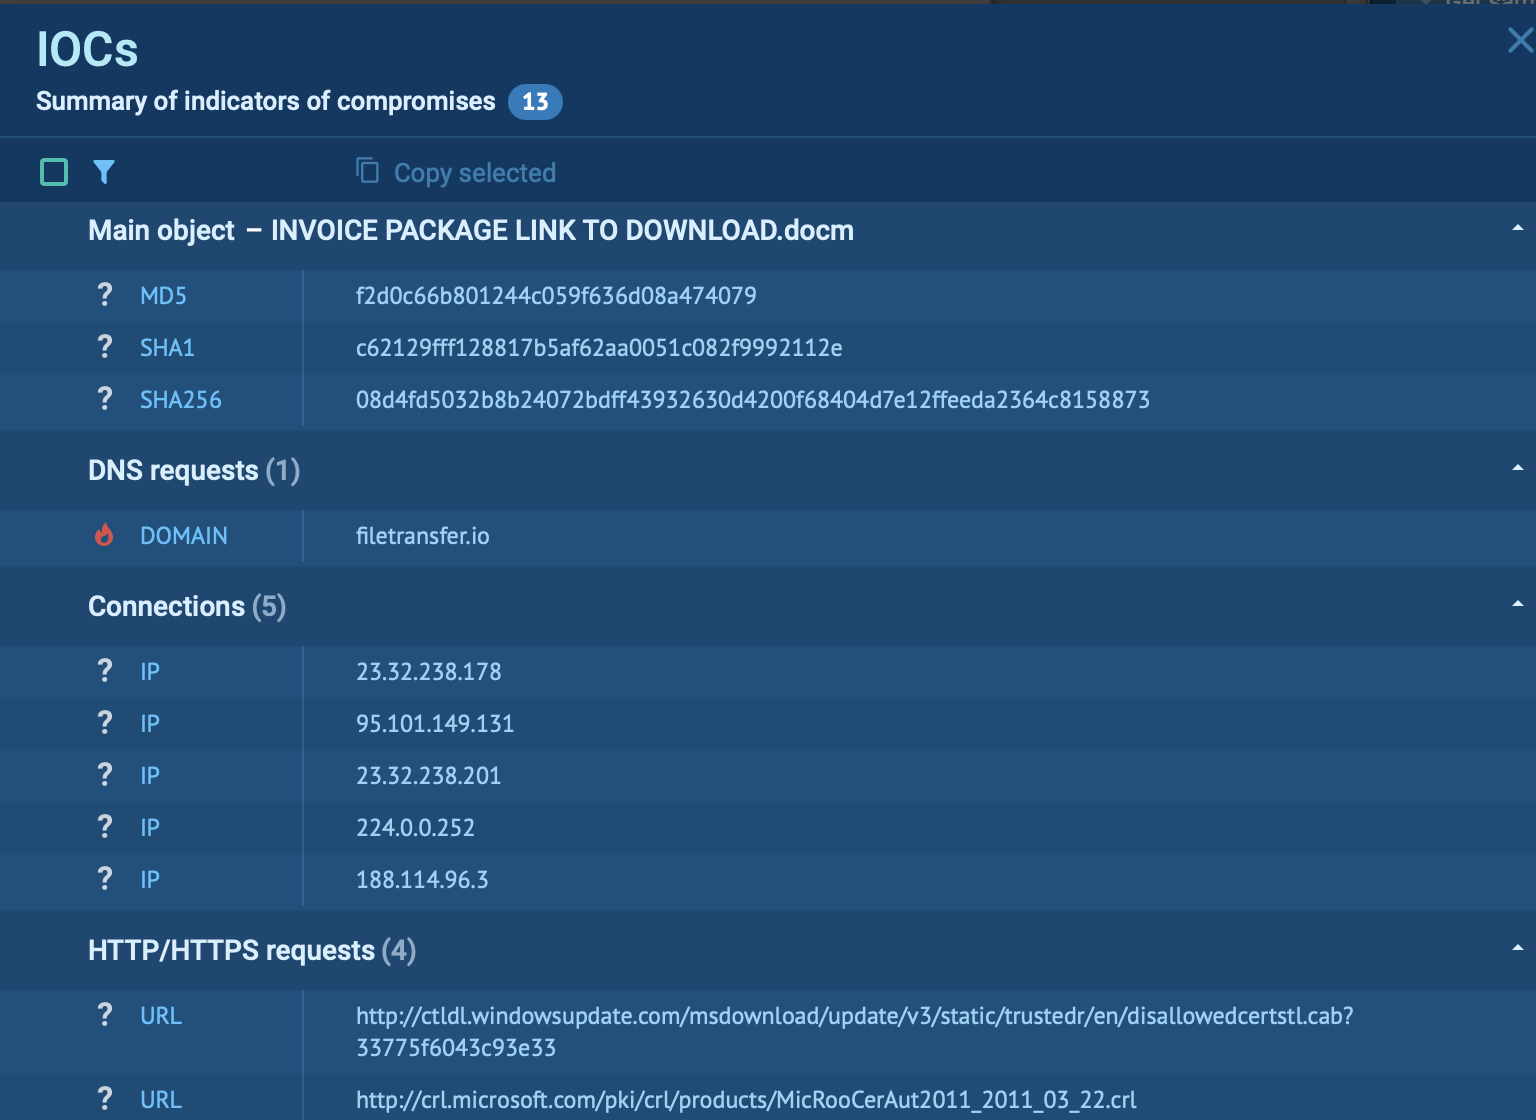 IOCs
Summary of indicators of compromises 13
Copy selected
Main object – INVOICE PACKAGE LINK TO DOWNLOAD.docm
? MD5 f2d0c66b801244c059f636d08a474079
? SHA1 c62129fff128817b5af62aa0051c082f9992112e
? SHA256 08d4fd5032b8b24072bdff43932630d4200f68404d7e12ffeeda2364c8158873
DNS requests (1)
DOMAIN filetransfer.io
Connections (5)
? IP 23.32.238.178
? IP 95.101.149.131
? IP 23.32.238.201
? IP 224.0.0.252
? IP 188.114.96.3
HTTP/HTTPS requests (4)
? URL http://ctldl.windowsupdate.com/msdownload/update/v3/static/trustedr/en/disallowedcertstl.cab?
33775f6043c93e33
? URL http://crl.microsoft.com/pki/crl/products/MicRooCerAut2011_2011_03_22.crl